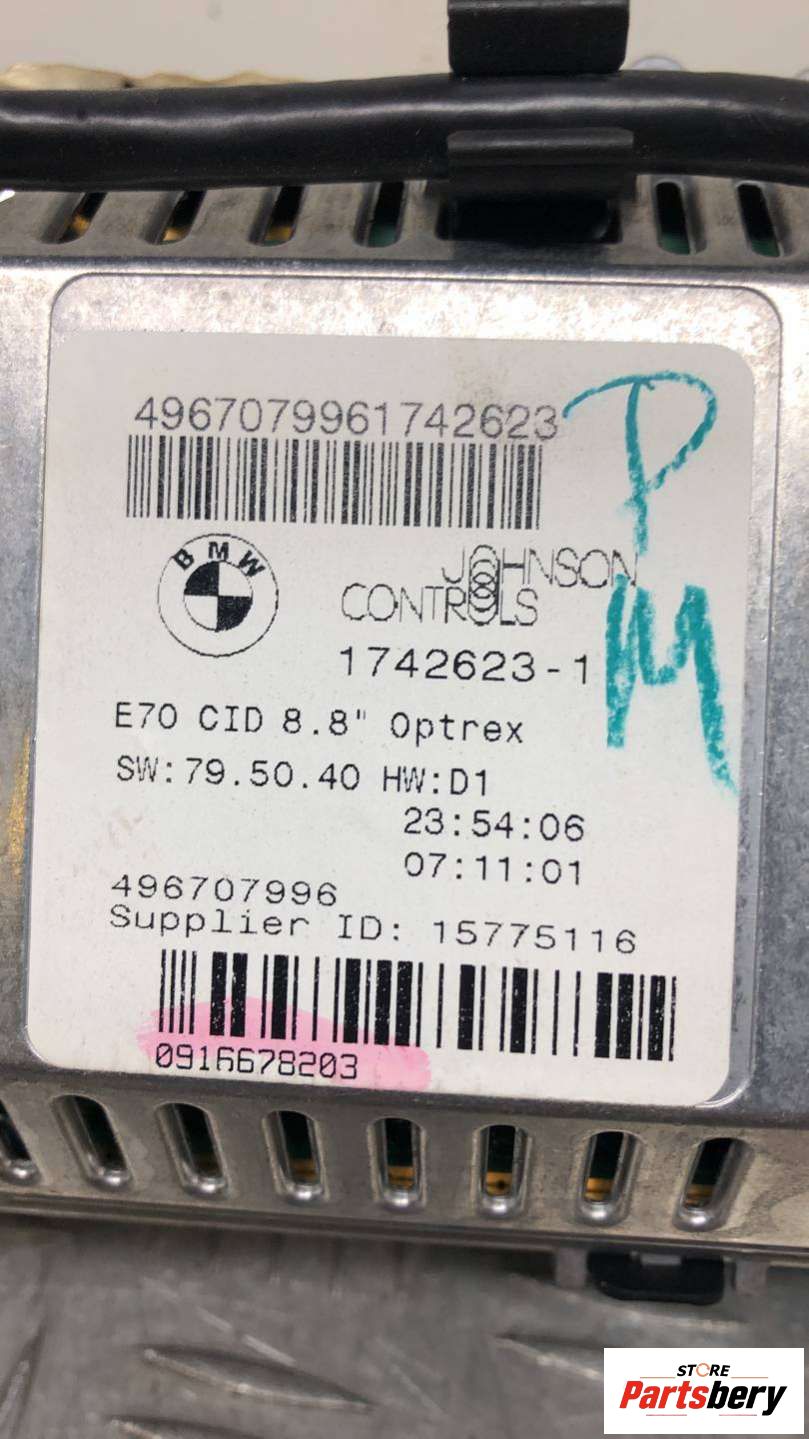 4967079961742623
BMW
JOHNSON
CONTROLS
1742623-1
E70 CID 8.8" Optrex
SW:79.50.40 HW:D1
23:54:06
07:11:01
496707996
Supplier ID: 15775116
0916678203
P
M
STORE
Partsbery